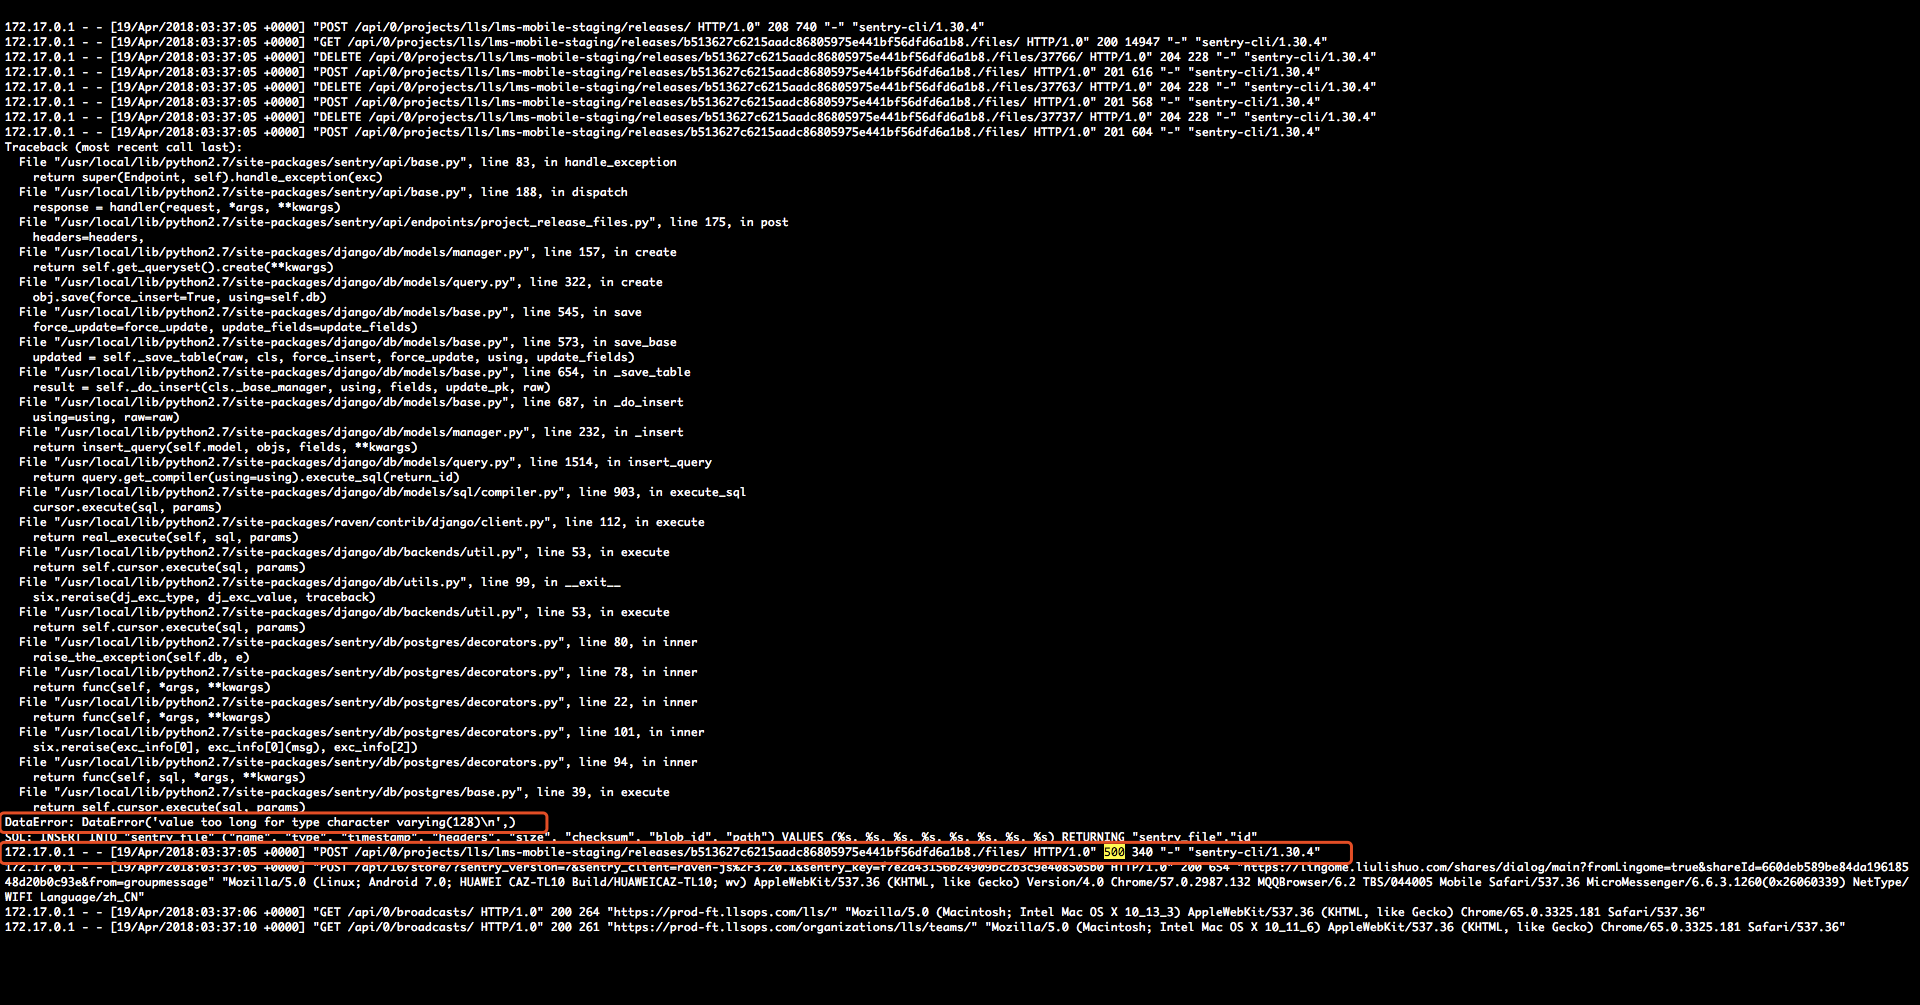 172.17.0.1 - - [19/Apr/2018:03:37:05 +0000] "POST /api/0/projects/lls/lms-mobile-staging/releases/ HTTP/1.0" 208 740 "-" "sentry-cli/1.30.4"
172.17.0.1 - - [19/Apr/2018:03:37:05 +0000] "GET /api/0/projects/lls/lms-mobile-staging/releases/b513627c6215aadc86805975e441bf56dfd6a1b8./files/ HTTP/1.0" 200 14947 "-" "sentry-cli/1.30.4"
172.17.0.1 - - [19/Apr/2018:03:37:05 +0000] "DELETE /api/0/projects/lls/lms-mobile-staging/releases/b513627c6215aadc86805975e441bf56dfd6a1b8./files/37766/ HTTP/1.0" 204 228 "-" "sentry-cli/1.30.4"
172.17.0.1 - - [19/Apr/2018:03:37:05 +0000] "POST /api/0/projects/lls/lms-mobile-staging/releases/b513627c6215aadc86805975e441bf56dfd6a1b8./files/ HTTP/1.0" 201 616 "-" "sentry-cli/1.30.4"
172.17.0.1 - - [19/Apr/2018:03:37:05 +0000] "DELETE /api/0/projects/lls/lms-mobile-staging/releases/b513627c6215aadc86805975e441bf56dfd6a1b8./files/37763/ HTTP/1.0" 204 228 "-" "sentry-cli/1.30.4"
172.17.0.1 - - [19/Apr/2018:03:37:05 +0000] "POST /api/0/projects/lls/lms-mobile-staging/releases/b513627c6215aadc86805975e441bf56dfd6a1b8./files/ HTTP/1.0" 201 568 "-" "sentry-cli/1.30.4"
172.17.0.1 - - [19/Apr/2018:03:37:05 +0000] "DELETE /api/0/projects/lls/lms-mobile-staging/releases/b513627c6215aadc86805975e441bf56dfd6a1b8./files/37737/ HTTP/1.0" 204 228 "-" "sentry-cli/1.30.4"
172.17.0.1 - - [19/Apr/2018:03:37:05 +0000] "POST /api/0/projects/lls/lms-mobile-staging/releases/b513627c6215aadc86805975e441bf56dfd6a1b8./files/ HTTP/1.0" 201 604 "-" "sentry-cli/1.30.4"
Traceback (most recent call last):
  File "/usr/local/lib/python2.7/site-packages/sentry/api/base.py", line 83, in handle_exception
    return super(Endpoint, self).handle_exception(exc)
  File "/usr/local/lib/python2.7/site-packages/sentry/api/base.py", line 188, in dispatch
    response = handler(request, *args, **kwargs)
  File "/usr/local/lib/python2.7/site-packages/sentry/api/endpoints/project_release_files.py", line 175, in post
    headers=headers,
  File "/usr/local/lib/python2.7/site-packages/django/db/models/manager.py", line 157, in create
    return self.get_queryset().create(**kwargs)
  File "/usr/local/lib/python2.7/site-packages/django/db/models/query.py", line 322, in create
    obj.save(force_insert=True, using=self.db)
  File "/usr/local/lib/python2.7/site-packages/django/db/models/base.py", line 545, in save
    force_update=force_update, update_fields=update_fields)
  File "/usr/local/lib/python2.7/site-packages/django/db/models/base.py", line 573, in save_base
    updated = self._save_table(raw, cls, force_insert, force_update, using, update_fields)
  File "/usr/local/lib/python2.7/site-packages/django/db/models/base.py", line 654, in _save_table
    result = self._do_insert(cls._base_manager, using, fields, update_pk, raw)
  File "/usr/local/lib/python2.7/site-packages/django/db/models/base.py", line 687, in _do_insert
    using=using, raw=raw)
  File "/usr/local/lib/python2.7/site-packages/django/db/models/manager.py", line 232, in _insert
    return insert_query(self.model, objs, fields, **kwargs)
  File "/usr/local/lib/python2.7/site-packages/django/db/models/query.py", line 1514, in insert_query
    return query.get_compiler(using=using).execute_sql(return_id)
  File "/usr/local/lib/python2.7/site-packages/django/db/models/sql/compiler.py", line 903, in execute_sql
    cursor.execute(sql, params)
  File "/usr/local/lib/python2.7/site-packages/raven/contrib/django/client.py", line 112, in execute
    return real_execute(self, sql, params)
  File "/usr/local/lib/python2.7/site-packages/django/db/backends/util.py", line 53, in execute
    return self.cursor.execute(sql, params)
  File "/usr/local/lib/python2.7/site-packages/django/db/utils.py", line 99, in __exit__
    six.reraise(dj_exc_type, dj_exc_value, traceback)
  File "/usr/local/lib/python2.7/site-packages/django/db/backends/util.py", line 53, in execute
    return self.cursor.execute(sql, params)
  File "/usr/local/lib/python2.7/site-packages/sentry/db/postgres/decorators.py", line 80, in inner
    raise_the_exception(self.db, e)
  File "/usr/local/lib/python2.7/site-packages/sentry/db/postgres/decorators.py", line 78, in inner
    return func(self, *args, **kwargs)
  File "/usr/local/lib/python2.7/site-packages/sentry/db/postgres/decorators.py", line 22, in inner
    return func(self, *args, **kwargs)
  File "/usr/local/lib/python2.7/site-packages/sentry/db/postgres/decorators.py", line 101, in inner
    six.reraise(exc_info[0], exc_info[0](msg), exc_info[2])
  File "/usr/local/lib/python2.7/site-packages/sentry/db/postgres/decorators.py", line 94, in inner
    return func(self, sql, *args, **kwargs)
  File "/usr/local/lib/python2.7/site-packages/sentry/db/postgres/base.py", line 39, in execute
    return self.cursor.execute(sql, params)
DataError: DataError('value too long for type character varying(128)\n',)
SQL: INSERT INTO "sentry_file" ("name", "type", "timestamp", "headers", "size", "checksum", "blob_id", "path") VALUES (%s, %s, %s, %s, %s, %s, %s, %s) RETURNING "sentry_file"."id"
172.17.0.1 - - [19/Apr/2018:03:37:05 +0000] "POST /api/0/projects/lls/lms-mobile-staging/releases/b513627c6215aadc86805975e441bf56dfd6a1b8./files/ HTTP/1.0" 500 340 "-" "sentry-cli/1.30.4"
172.17.0.1 - - [19/Apr/2018:03:37:05 +0000] "POST /api/16/store/?sentry_version=7&sentry_client=raven-js%2F3.20.1&sentry_key=f7e2a43156b24909bc2b3c9e408505b0 HTTP/1.0" 200 654 "https://lingome.liulishuo.com/shares/dialog/main?fromLingome=true&shareId=660deb589be84da196185
48d20b0c93e&from=groupmessage" "Mozilla/5.0 (Linux; Android 7.0; HUAWEI CAZ-TL10 Build/HUAWEICAZ-TL10; wv) AppleWebKit/537.36 (KHTML, like Gecko) Version/4.0 Chrome/57.0.2987.132 MQQBrowser/6.2 TBS/044005 Mobile Safari/537.36 MicroMessenger/6.6.3.1260(0x26060339) NetType/
WIFI Language/zh_CN"
172.17.0.1 - - [19/Apr/2018:03:37:06 +0000] "GET /api/0/broadcasts/ HTTP/1.0" 200 264 "https://prod-ft.llsops.com/lls/" "Mozilla/5.0 (Macintosh; Intel Mac OS X 10_13_3) AppleWebKit/537.36 (KHTML, like Gecko) Chrome/65.0.3325.181 Safari/537.36"
172.17.0.1 - - [19/Apr/2018:03:37:10 +0000] "GET /api/0/broadcasts/ HTTP/1.0" 200 261 "https://prod-ft.llsops.com/organizations/lls/teams/" "Mozilla/5.0 (Macintosh; Intel Mac OS X 10_11_6) AppleWebKit/537.36 (KHTML, like Gecko) Chrome/65.0.3325.181 Safari/537.36"